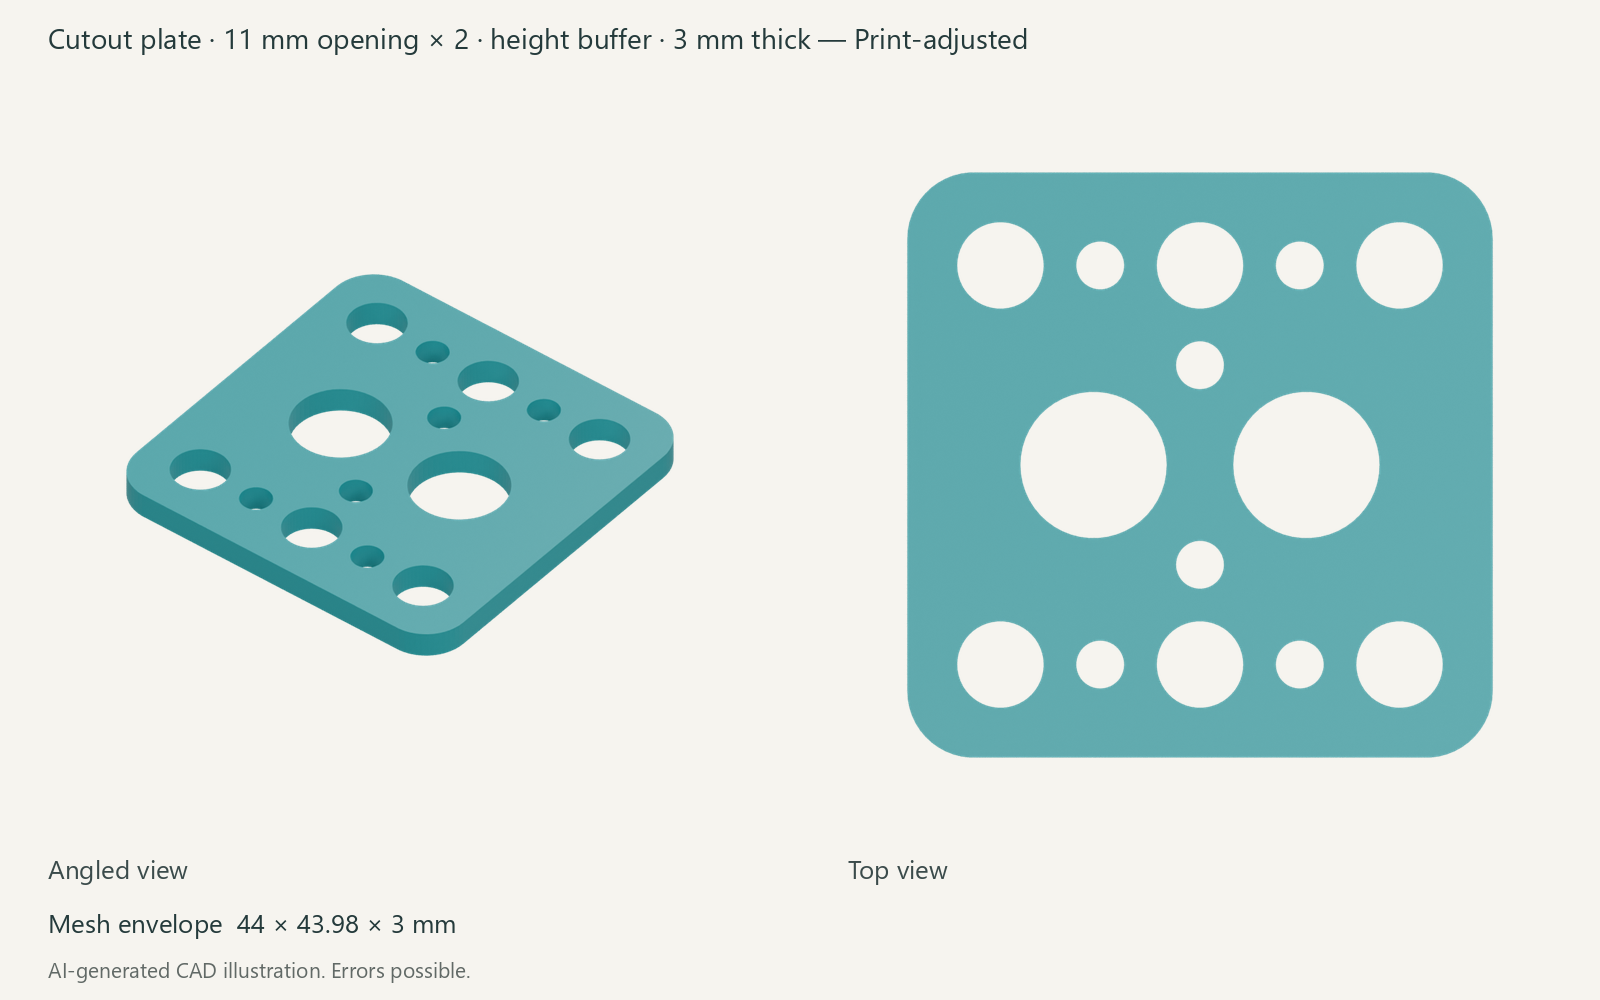 Cutout plate · 11 mm opening × 2 · height buffer · 3 mm thick — Print-adjusted
Angled view
Top view
Mesh envelope 44 × 43.98 × 3 mm
AI-generated CAD illustration. Errors possible.